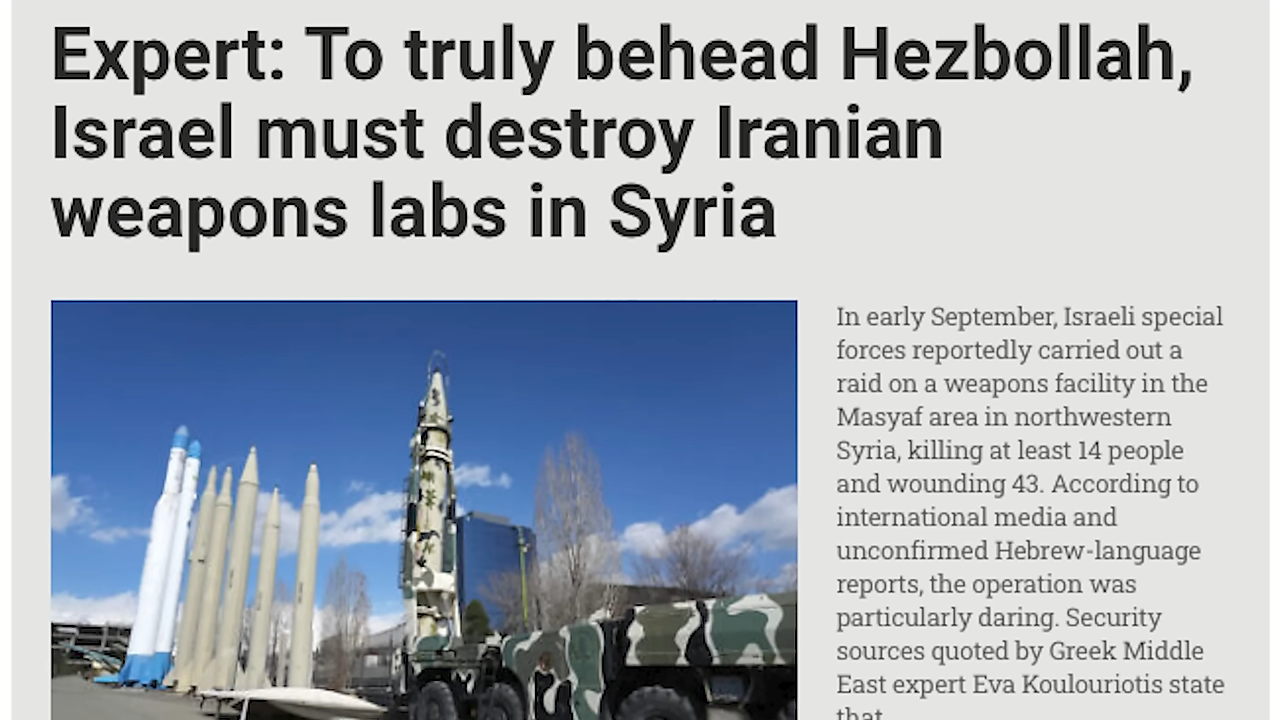 Expert: To truly behead Hezbollah,
Israel must destroy Iranian
weapons labs in Syria
In early September, Israeli special
forces reportedly carried out a
raid on a weapons facility in the
Masyaf area in northwestern
Syria, killing at least 14 people
and wounding 43. According to
international media and
unconfirmed Hebrew-language
reports, the operation was
particularly daring. Security
sources quoted by Greek Middle
East expert Eva Koulouriotis state
that